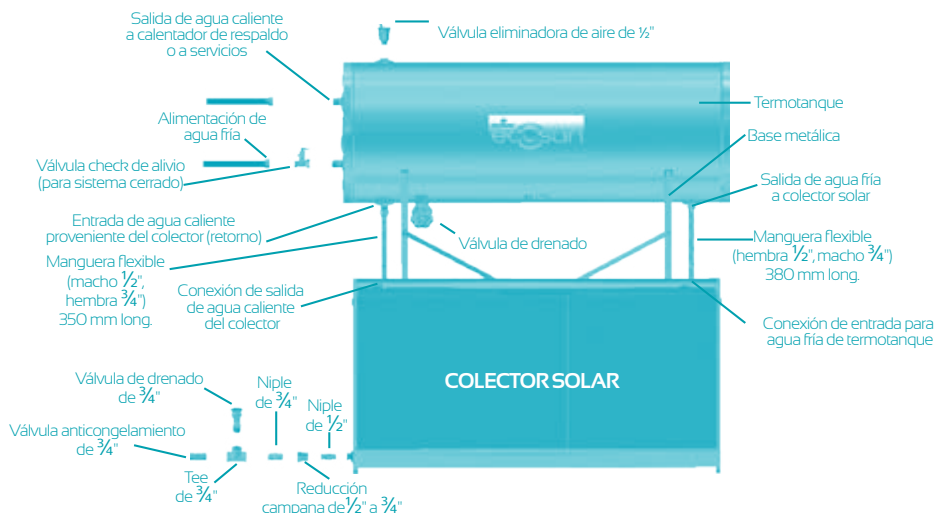 Salida de agua caliente
a calentador de respaldo
o a servicios
Válvula eliminadora de aire de ½"
ecosun
Termotanque
Alimentación de
agua fría
Base metálica
Válvula check de alivio
(para sistema cerrado)
Salida de agua fría
a colector solar
Entrada de agua caliente
proveniente del colector (retorno)
Válvula de drenado
Manguera flexible
(macho ½",
hembra ¾")
350 mm long.
Manguera flexible
(hembra ½", macho ¾")
380 mm long.
Conexión de salida
de agua caliente
del colector
Conexión de entrada para
agua fría de termotanque
COLECTOR SOLAR
Válvula de drenado
de ¾"
Niple
de ¾"
Niple
de ½"
Válvula anticongelamiento
de ¾"
Tee
de ¾"
Reducción
campana de ½" a ¾"